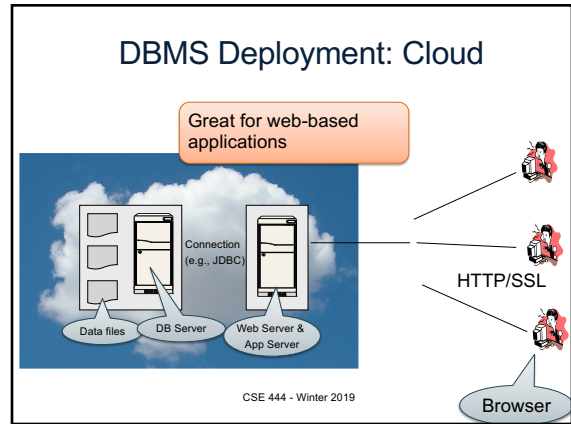 DBMS Deployment: Cloud
Great for web-based
applications
Connection
(e.g., JDBC)
HTTP/SSL
Data files
DB Server
Web Server &
App Server
CSE 444 - Winter 2019
Browser